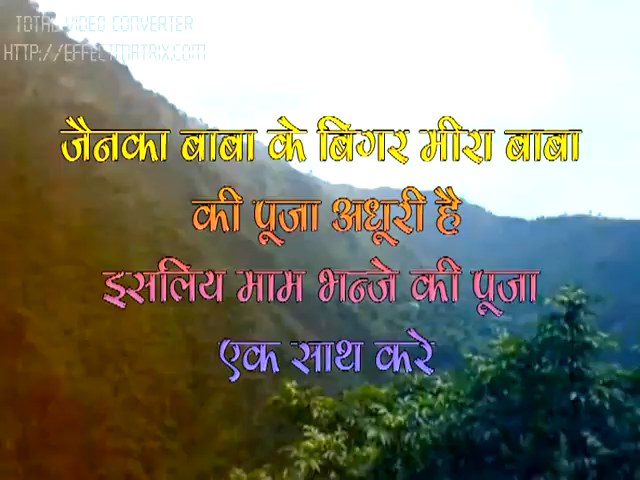 TOTAL VIDEO CONVERTER
HTTP://EFFECTMATRIX.COM
जैनका बाबा के बिगर मीरा बाबा
की पूजा अधूरी है
इसलिय माम भन्जे की पूजा
एक साथ करे